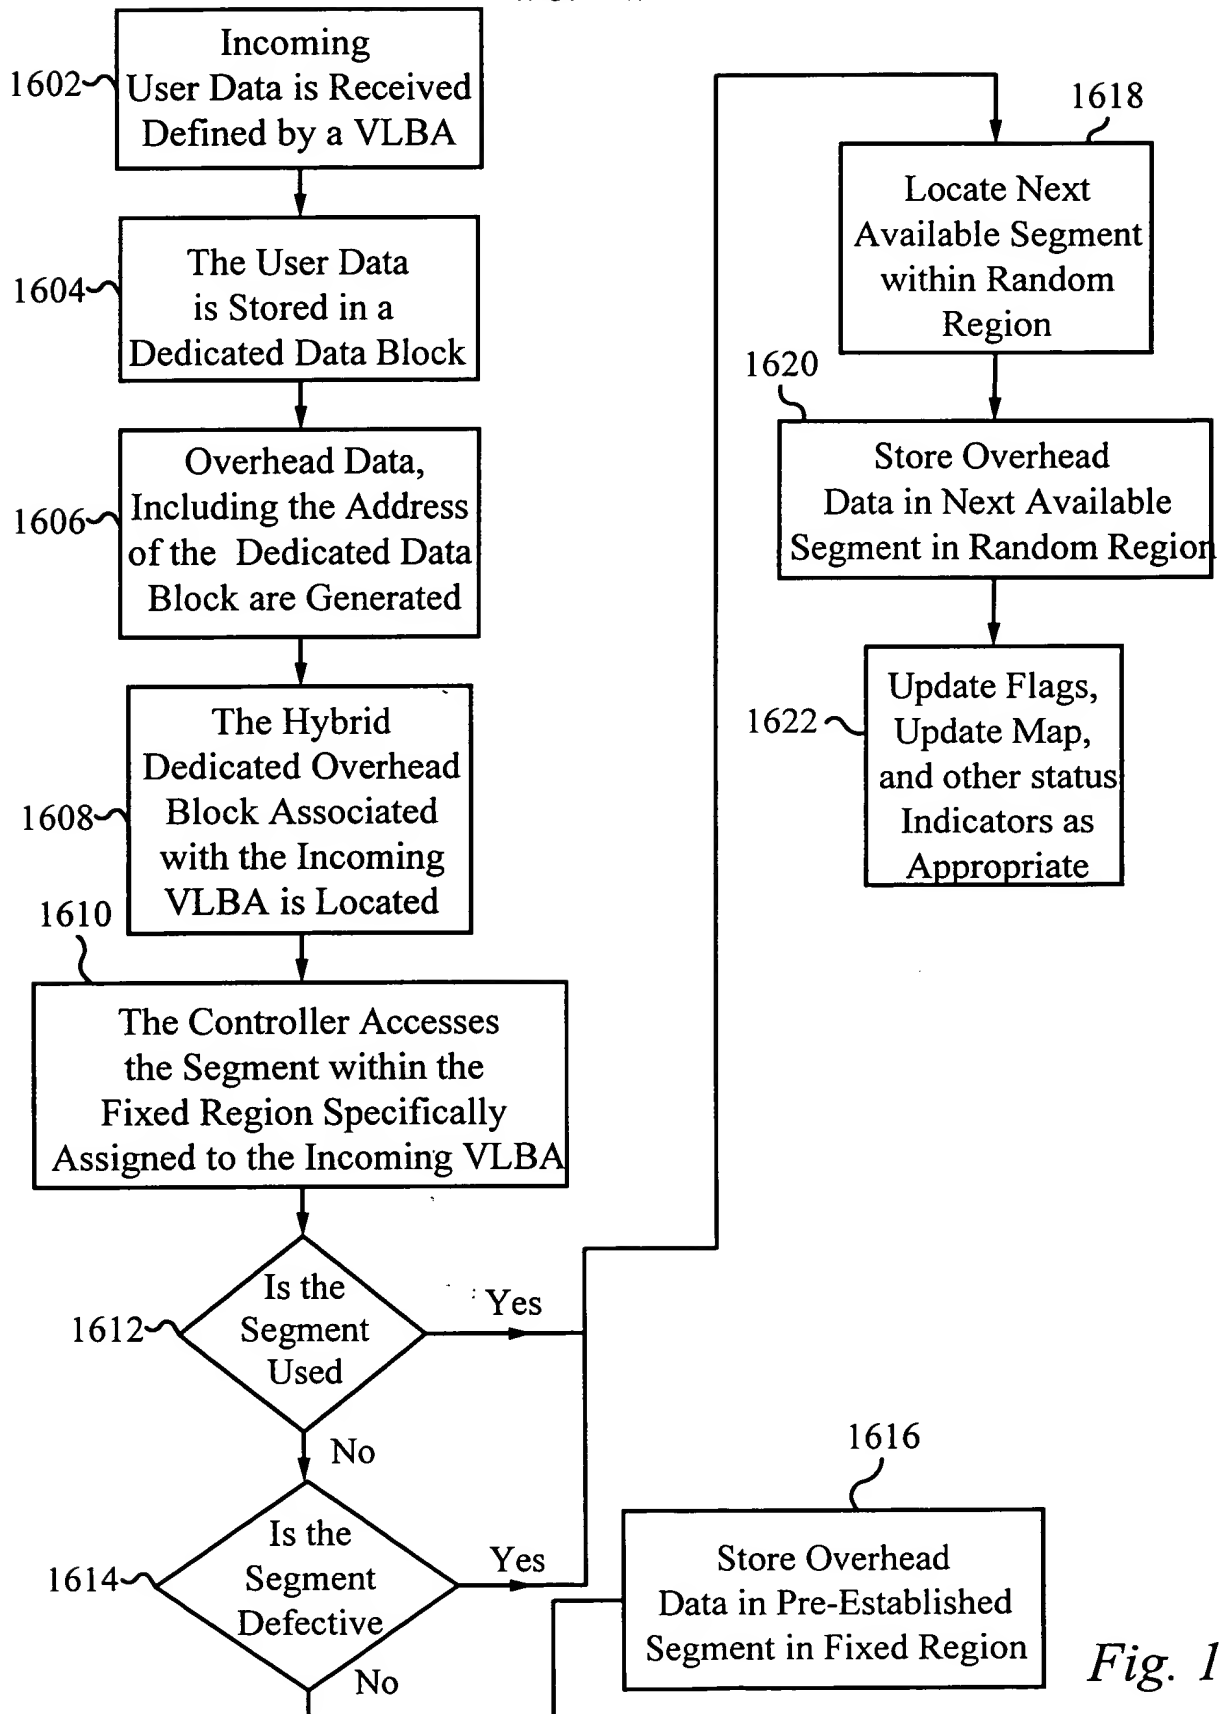 1602
Incoming
User Data is Received
Defined by a VLBA
1604
The User Data
is Stored in a
Dedicated Data Block
1606
Overhead Data,
Including the Address
of the Dedicated Data
Block are Generated
1608
The Hybrid
Dedicated Overhead
Block Associated
with the Incoming
VLBA is Located
1610
The Controller Accesses
the Segment within the
Fixed Region Specifically
Assigned to the Incoming VLBA
1612
Is the
Segment
Used
Yes
No
1614
Is the
Segment
Defective
Yes
No
1616
Store Overhead
Data in Pre-Established
Segment in Fixed Region
1618
Locate Next
Available Segment
within Random
Region
1620
Store Overhead
Data in Next Available
Segment in Random Region
1622
Update Flags,
Update Map,
and other status
Indicators as
Appropriate
Fig. 1